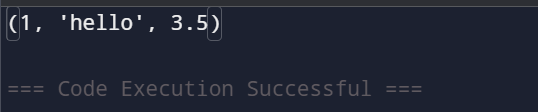 (1, 'hello', 3.5)
=== Code Execution Successful ===